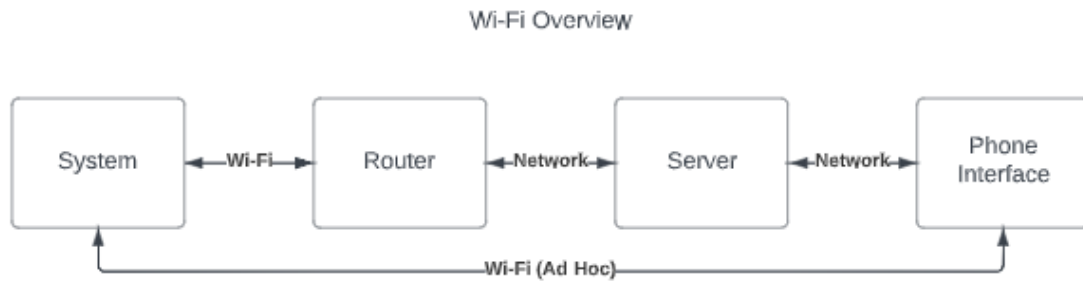 Wi-Fi Overview
System
Wi-Fi
Router
Network
Server
Network
Phone
Interface
Wi-Fi (Ad Hoc)